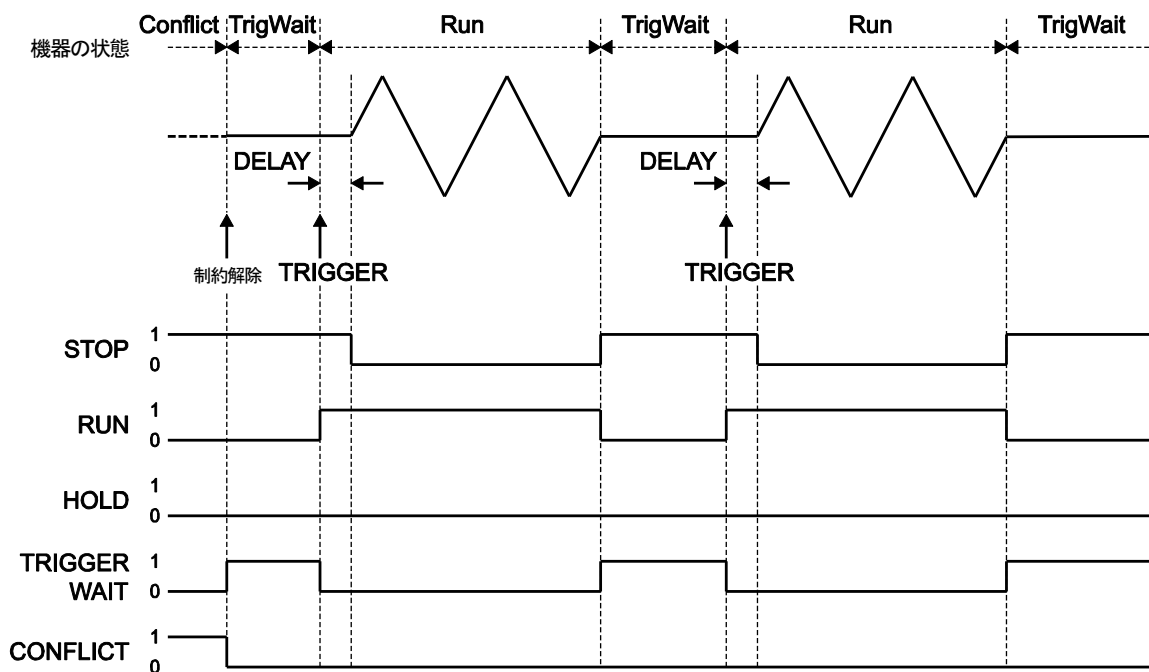 Conflict TrigWait Run TrigWait Run TrigWait
機器の状態
DELAY DELAY
制約解除 TRIGGER TRIGGER
STOP 1
0
RUN 1
0
HOLD 1
0
TRIGGER WAIT 1
0
CONFLICT 1
0